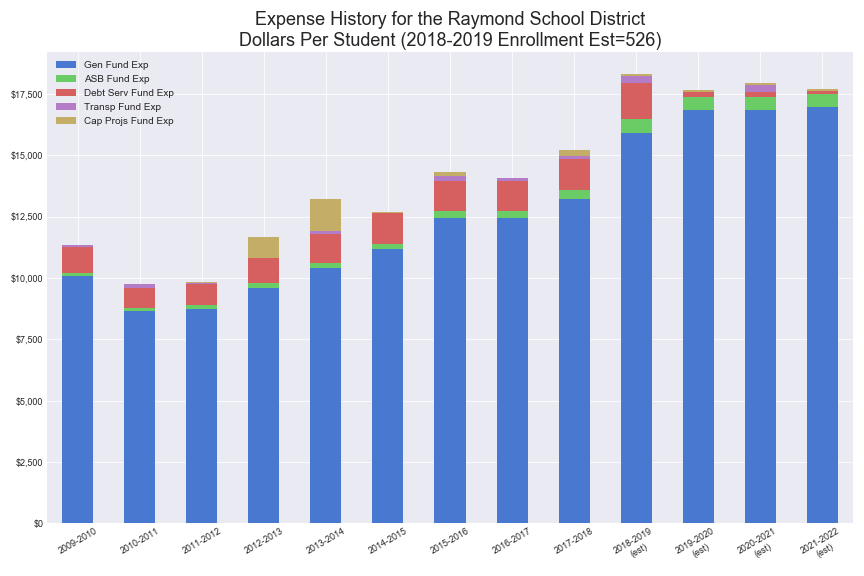 Expense History for the Raymond School District
Dollars Per Student (2018-2019 Enrollment Est=526)
Gen Fund Exp
ASB Fund Exp
Debt Serv Fund Exp
Transp Fund Exp
Cap Projs Fund Exp
$17,500
$15,000
$12,500
$10,000
$7,500
$5,000
$2,500
$0
2009-2010
2010-2011
2011-2012
2012-2013
2013-2014
2014-2015
2015-2016
2016-2017
2017-2018
2018-2019
(est)
2019-2020
(est)
2020-2021
(est)
2021-2022
(est)